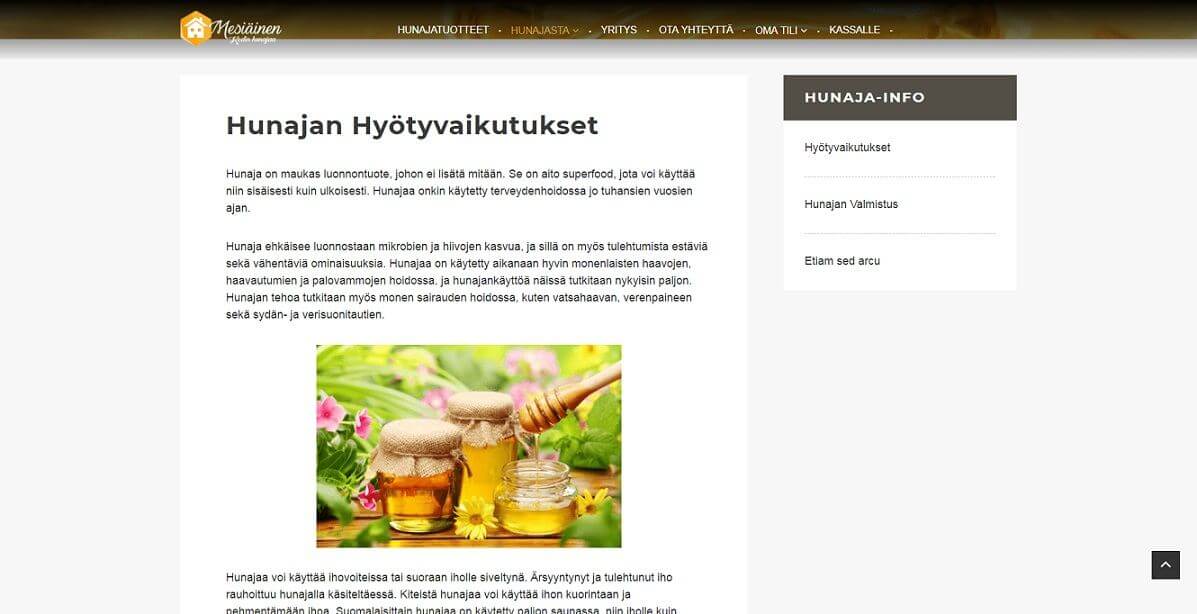 Mesiäinen
Kodin hunajaa
HUNAJATUOTTEET
HUNAJASTA
YRITYS
OTA YHTEYTTÄ
OMA TILI
KASSALLE
Hunajan Hyötyvaikutukset
Hunaja on maukas luonnontuote, johon ei lisätä mitään. Se on aito superfood, jota voi käyttää
niin sisäisesti kuin ulkoisesti. Hunajaa onkin käytetty terveydenhoidossa jo tuhansien vuosien
ajan.
Hunaja ehkäisee luonnostaan mikrobien ja hiivojen kasvua, ja sillä on myös tulehtumista estäviä
sekä vähentäviä ominaisuuksia. Hunajaa on käytetty aikanaan hyvin monenlaisten haavojen,
haavautumien ja palovammojen hoidossa, ja hunajankäyttöä näissä tutkitaan nykyisin paljon.
Hunajan tehoa tutkitaan myös monen sairauden hoidossa, kuten vatsahaavan, verenpaineen
sekä sydän- ja verisuonitautien.
Hunajaa voi käyttää ihovoiteissa tai suoraan iholle siveltynä. Ärsyyntynyt ja tulehtunut iho
rauhoittuu hunajalla käsiteltäessä. Kiteistä hunajaa voi käyttää ihon kuorintaan ja
pehmentämään ihoa. Suomalaisittain hunajaa on käytetty paljon saunassa, niin iholle kuin
HUNAJA-INFO
Hyötyvaikutukset
Hunajan Valmistus
Etiam sed arcu